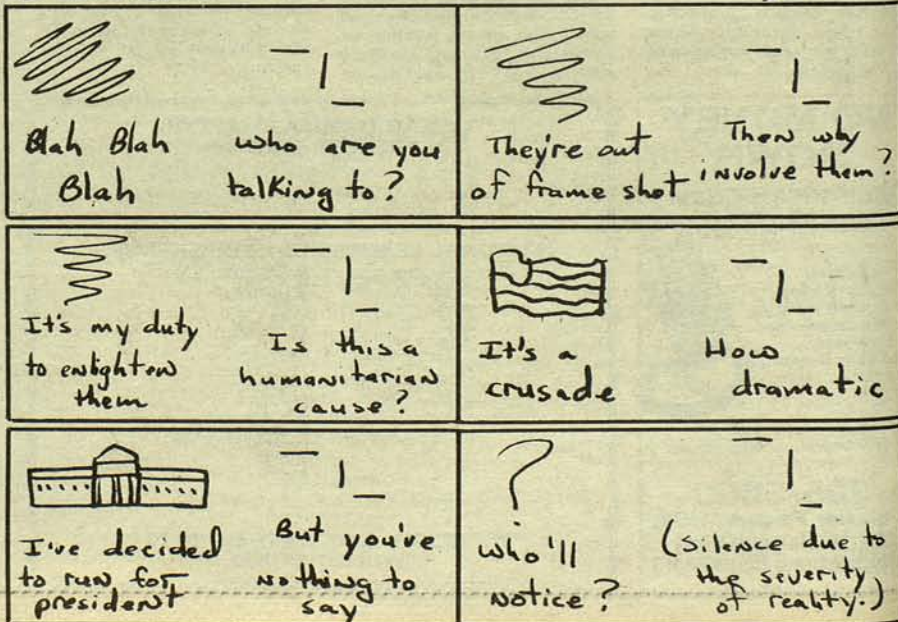 Blah Blah
Blah
who are you
talking to?
They're out
of frame shot
Then why
involve them?
It's my duty
to enlighten
them
Is this a
humanitarian
cause?
It's a
crusade
How
dramatic
I've decided
to run for
president
But you've
nothing to
say
who'll
notice?
(Silence due to
the severity
of reality.)